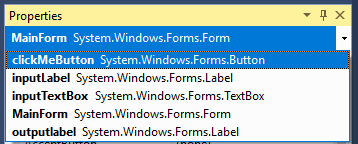 Properties
MainForm System.Windows.Forms.Form
clickMeButton System.Windows.Forms.Button
inputLabel System.Windows.Forms.Label
inputTextBox System.Windows.Forms.TextBox
MainForm System.Windows.Forms.Form
outputlabel System.Windows.Forms.Label